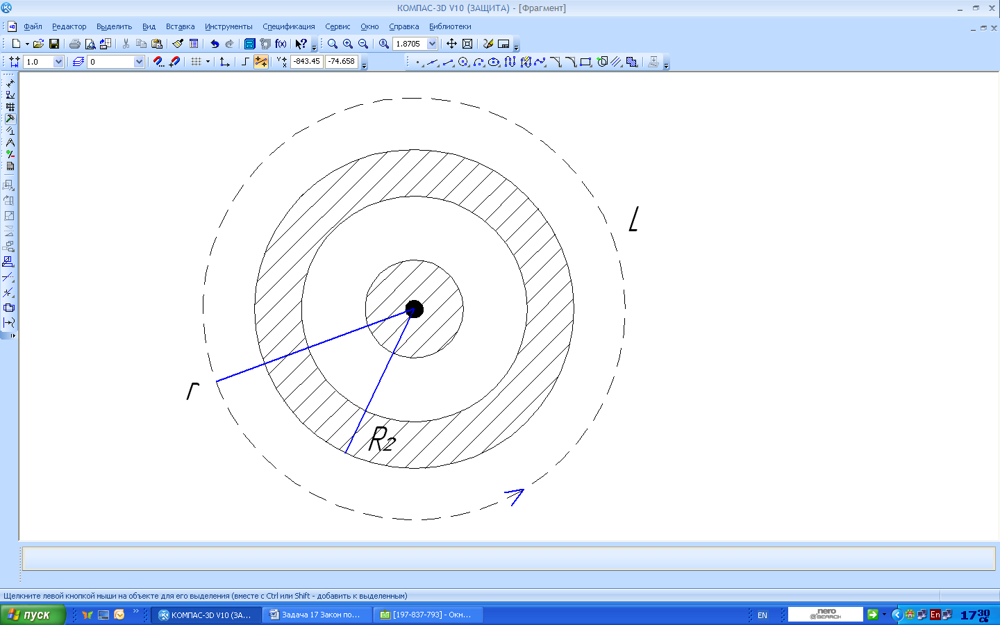 КОМПАС-3D V10 (ЗАЩИТА) - [Фрагмент]
Файл Редактор Выделить Вид Вставка Инструменты Спецификация Сервис Окно Справка Библиотеки
f(x) 1.8705
1.0 0 -843.45 -74.658
L
r
R2
Щелкните левой кнопкой мыши на объекте для его выделения (вместе с Ctrl или Shift - добавить к выделенным)
пуск КОМПАС-3D V10 (ЗА... Задача 17 Закон по... [197-837-793] - Окн... EN nero SEARCH En 17 30 Сб